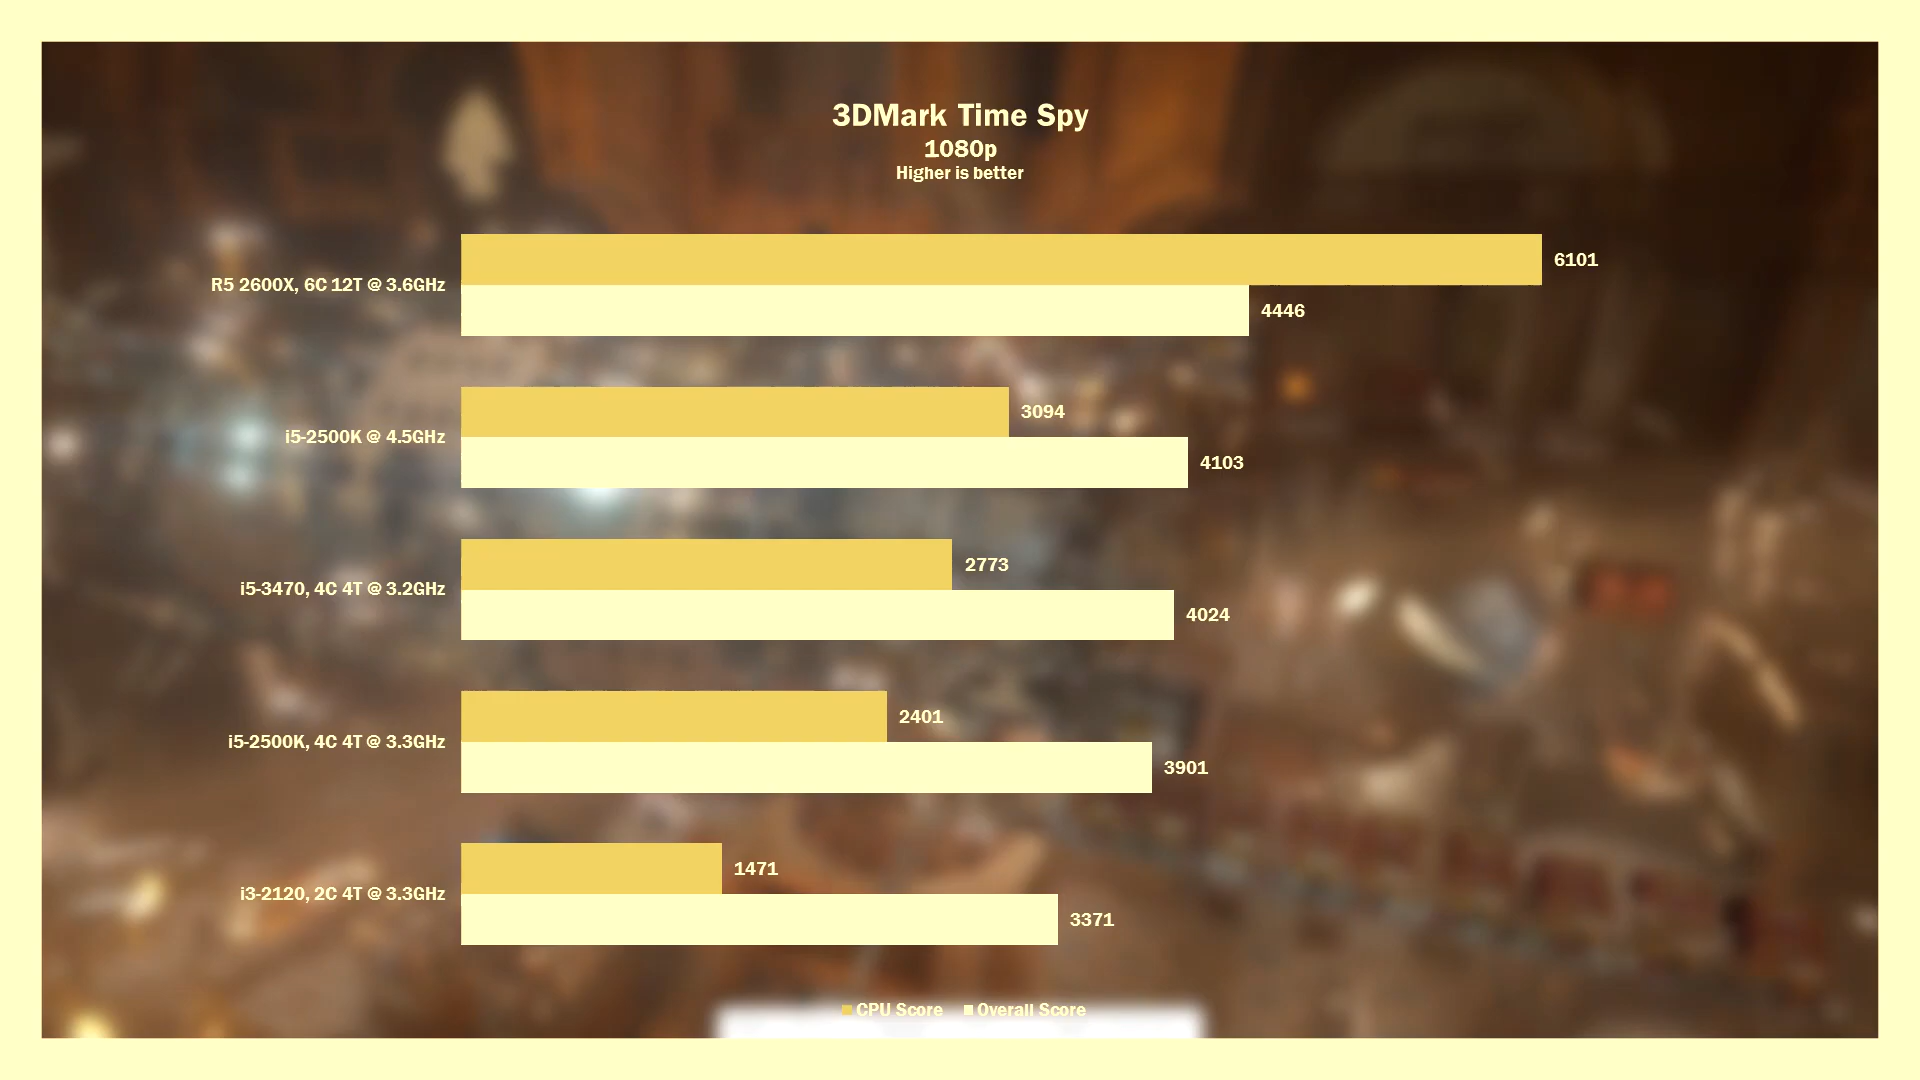 3DMark Time Spy
1080p
Higher is better
R5 2600X, 6C 12T @ 3.6GHz
6101
4446
i5-2500K @ 4.5GHz
3094
4103
i5-3470, 4C 4T @ 3.2GHz
2773
4024
i5-2500K, 4C 4T @ 3.3GHz
2401
3901
i3-2120, 2C 4T @ 3.3GHz
1471
3371
CPU Score Overall Score